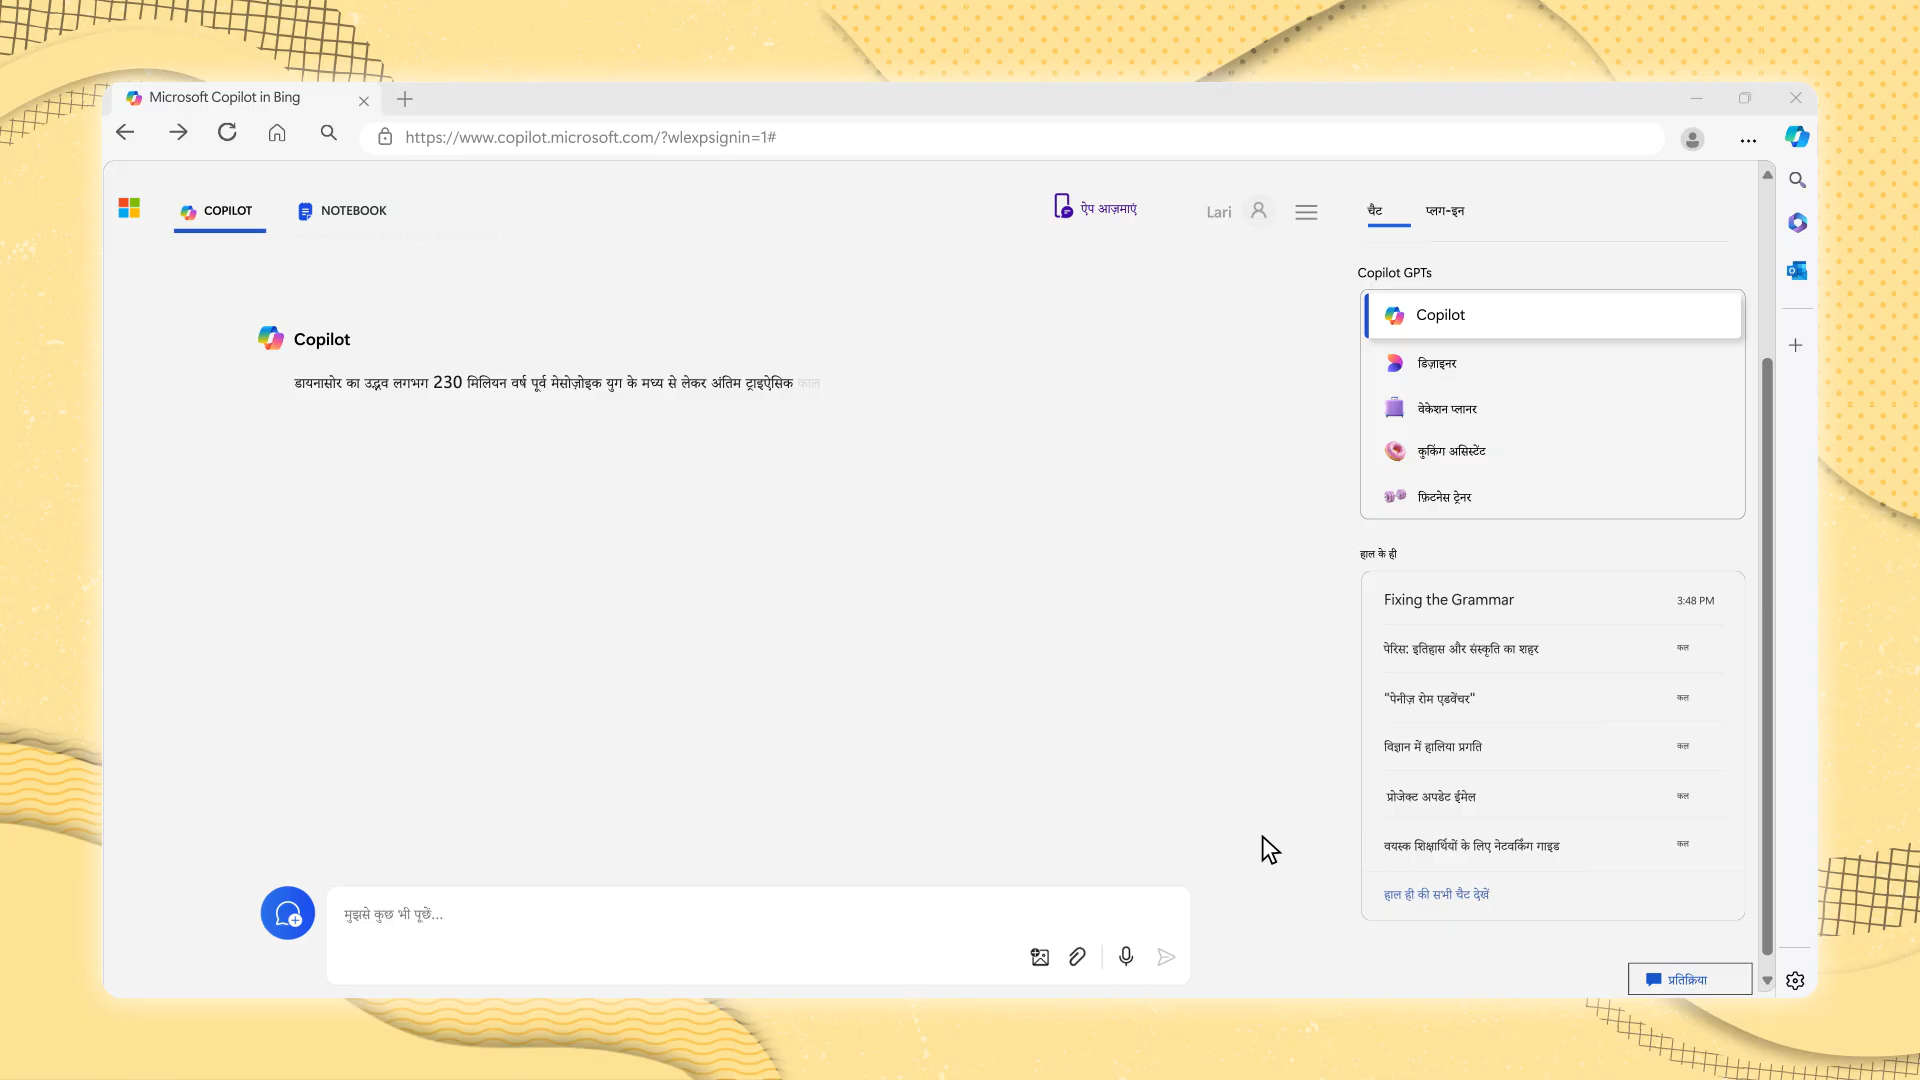 Microsoft Copilot in Bing
https://www.copilot.microsoft.com/?wlexpsignin=1#
COPILOT
NOTEBOOK
ऐप आज़माएं
Lari
चैट
प्लग-इन
Copilot GPTs
Copilot
डिज़ाइनर
वेकेशन प्लानर
कुकिंग असिस्टेंट
फ़िटनेस ट्रेनर
Copilot
डायनासोर का उद्भव लगभग 230 मिलियन वर्ष पूर्व मेसोज़ोइक युग के मध्य से लेकर अंतिम ट्राइऐसिक काल
हाल के ही
Fixing the Grammar 3:48 PM
पेरिस: इतिहास और संस्कृति का शहर कल
"पेनीज़ रोम एडवेंचर" कल
विज्ञान में हालिया प्रगति कल
प्रोजेक्ट अपडेट ईमेल कल
वयस्क शिक्षार्थियों के लिए नेटवर्किंग गाइड कल
हाल ही की सभी चैट देखें
मुझसे कुछ भी पूछें...
प्रतिक्रिया